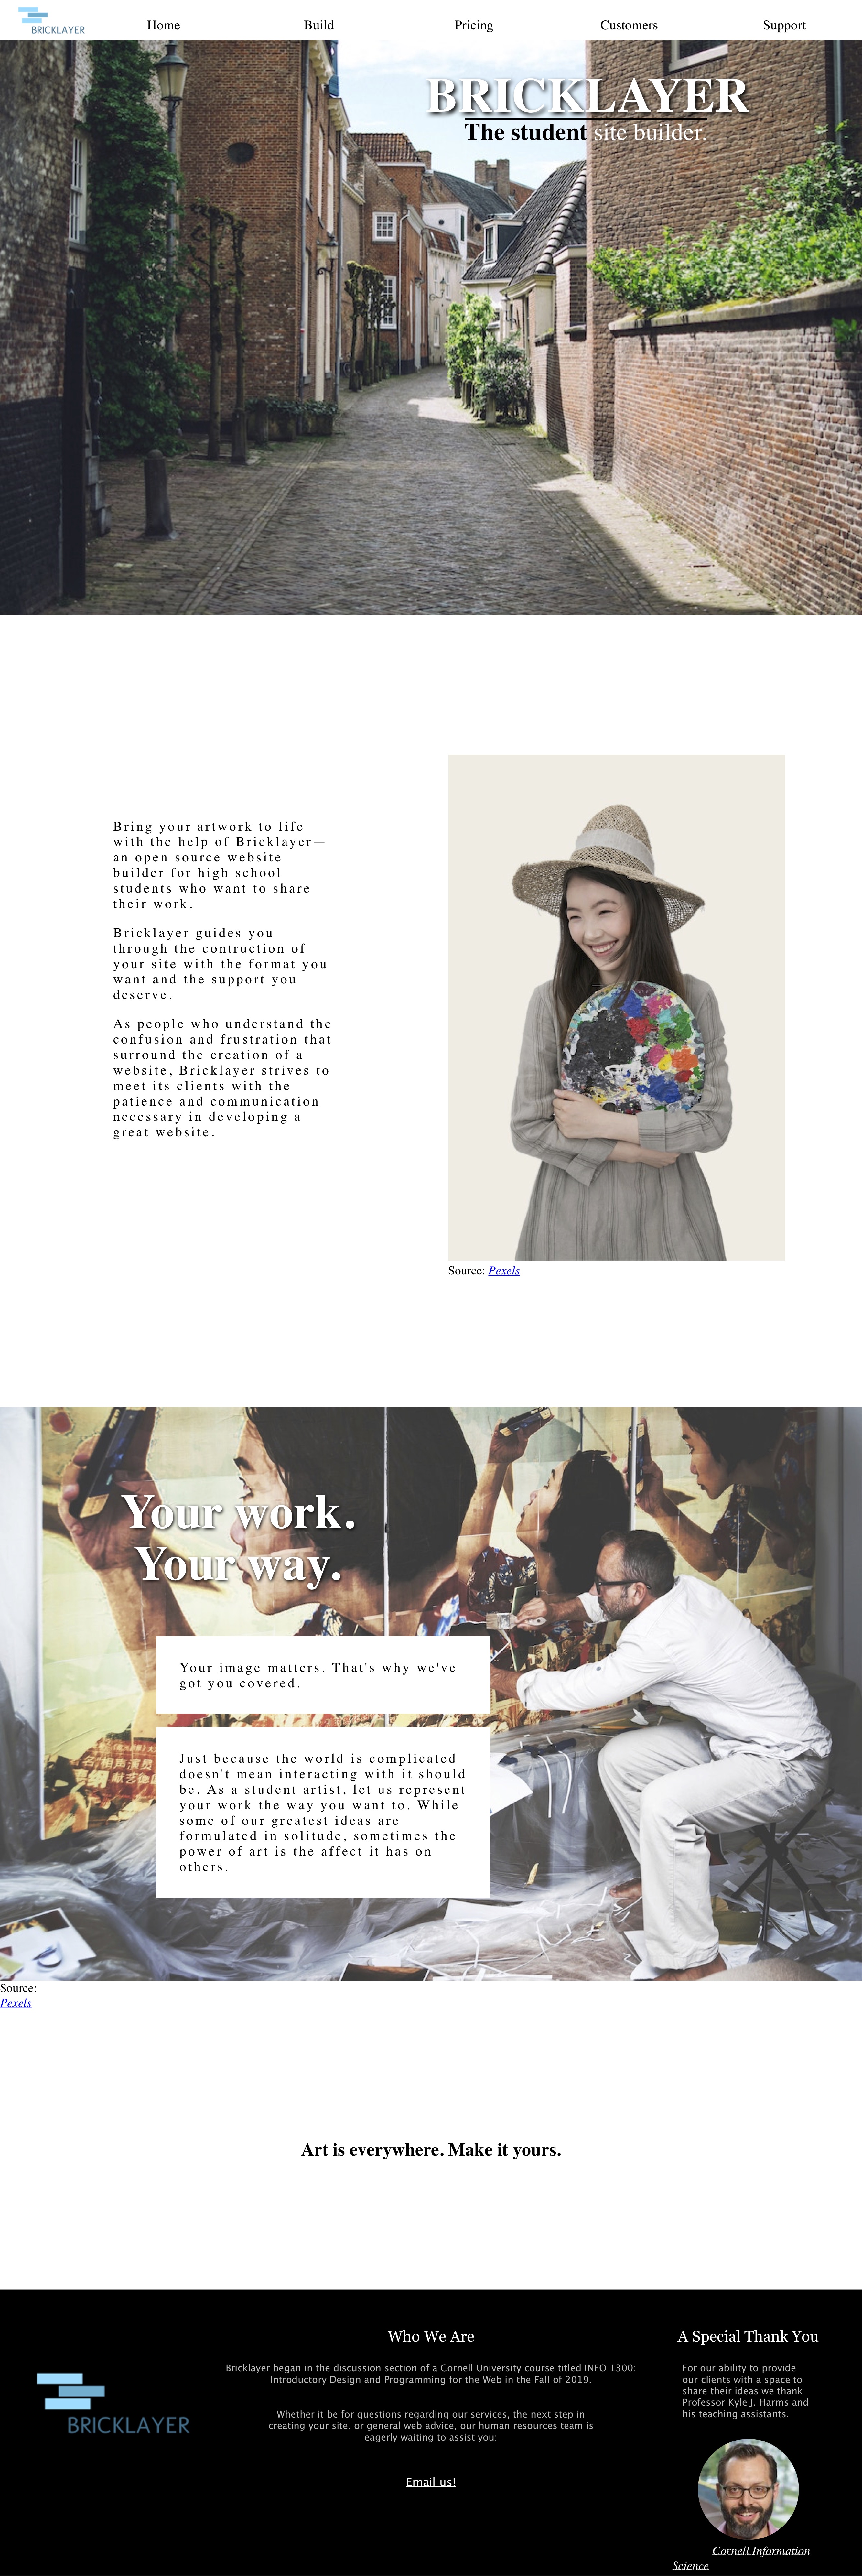 BRICKLAYER
Home
Build
Pricing
Customers
Support
BRICKLAYER
The student site builder.
Bring your artwork to life
with the help of Bricklayer—
an open source website
builder for high school
students who want to share
their work.
Bricklayer guides you
through the contruction of
your site with the format you
want and the support you
deserve.
As people who understand the
confusion and frustration that
surround the creation of a
website, Bricklayer strives to
meet its clients with the
patience and communication
necessary in developing a
great website.
Source: Pexels
Your work.
Your way.
Your image matters. That's why we've
got you covered.
Just because the world is complicated
doesn't mean interacting with it should
be. As a student artist, let us represent
your work the way you want to. While
some of our greatest ideas are
formulated in solitude, sometimes the
power of art is the affect it has on
others.
Source:
Pexels
Art is everywhere. Make it yours.
BRICKLAYER
Who We Are
Bricklayer began in the discussion section of a Cornell University course titled INFO 1300:
Introductory Design and Programming for the Web in the Fall of 2019.
Whether it be for questions regarding our services, the next step in
creating your site, or general web advice, our human resources team is
eagerly waiting to assist you:
Email us!
A Special Thank You
For our ability to provide
our clients with a space to
share their ideas we thank
Professor Kyle J. Harms and
his teaching assistants.
Cornell Information
Science